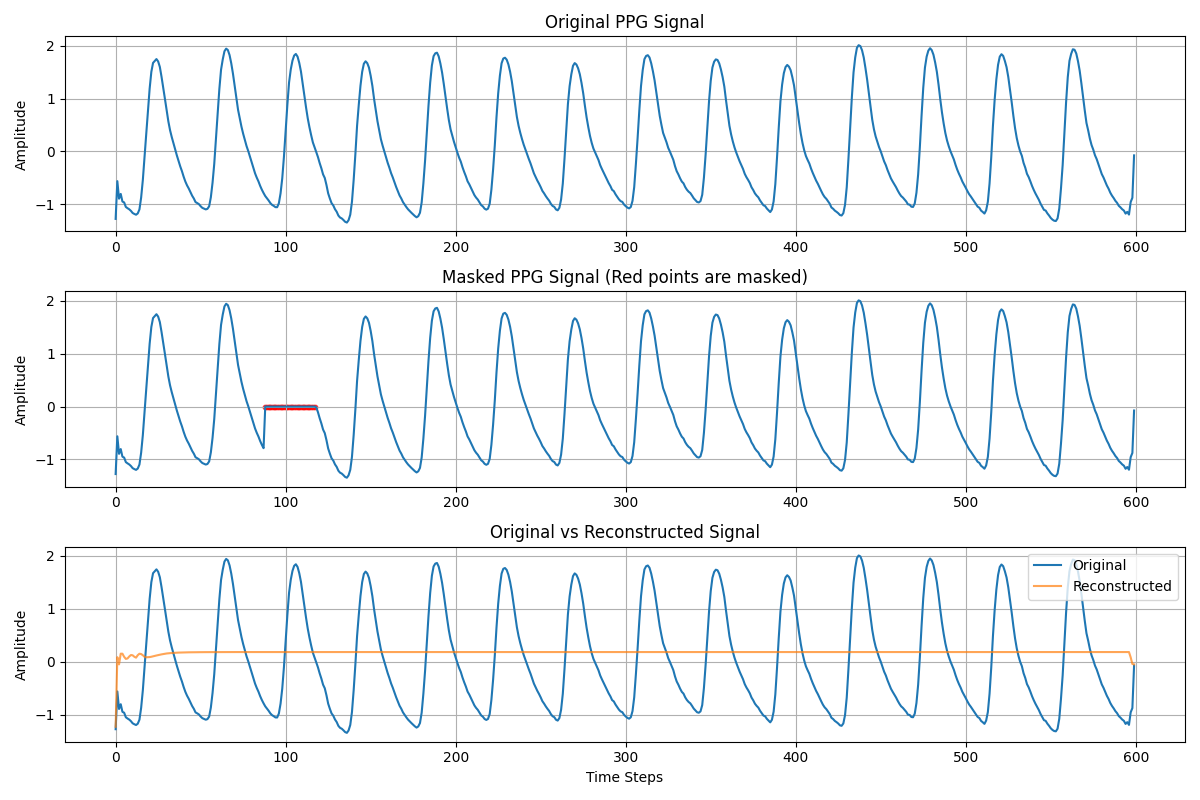 Original PPG Signal
Amplitude
2
1
0
−1
0 100 200 300 400 500 600
Masked PPG Signal (Red points are masked)
Amplitude
2
1
0
−1
0 100 200 300 400 500 600
Original vs Reconstructed Signal
Amplitude
2
1
0
−1
Original
Reconstructed
0 100 200 300 400 500 600
Time Steps